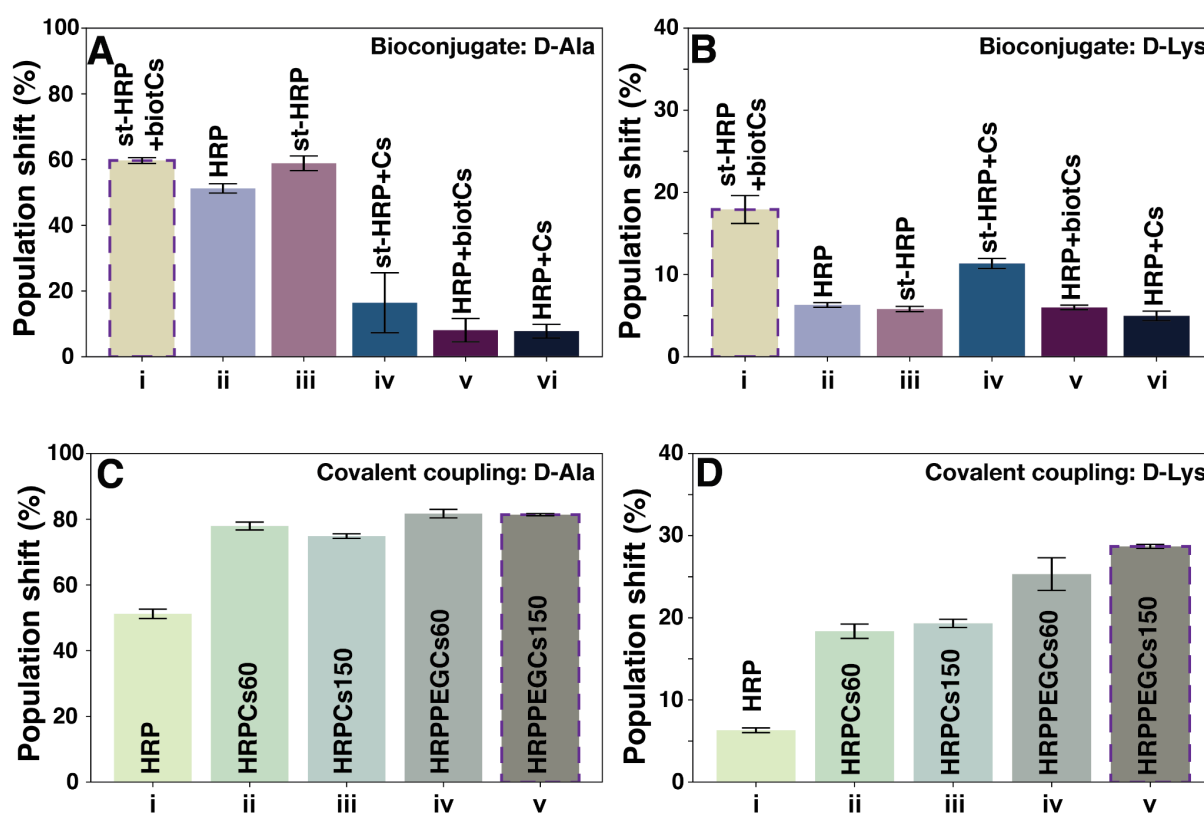 A
Bioconjugate: D-Ala
Population shift (%)
100
80
60
40
20
0
st-HRP
+biotCs
HRP
st-HRP
st-HRP+Cs
HRP+biotCs
HRP+Cs
i ii iii iv v vi
B
Bioconjugate: D-Lys
Population shift (%)
40
30
20
10
0
st-HRP
+biotCs
HRP
st-HRP
st-HRP+Cs
HRP+biotCs
HRP+Cs
i ii iii iv v vi
C
Covalent coupling: D-Ala
Population shift (%)
100
80
60
40
20
0
HRP
HRPCs60
HRPCs150
HRPPEGCs60
HRPPEGCs150
i ii iii iv v
D
Covalent coupling: D-Lys
Population shift (%)
40
30
20
10
0
HRP
HRPCs60
HRPCs150
HRPPEGCs60
HRPPEGCs150
i ii iii iv v